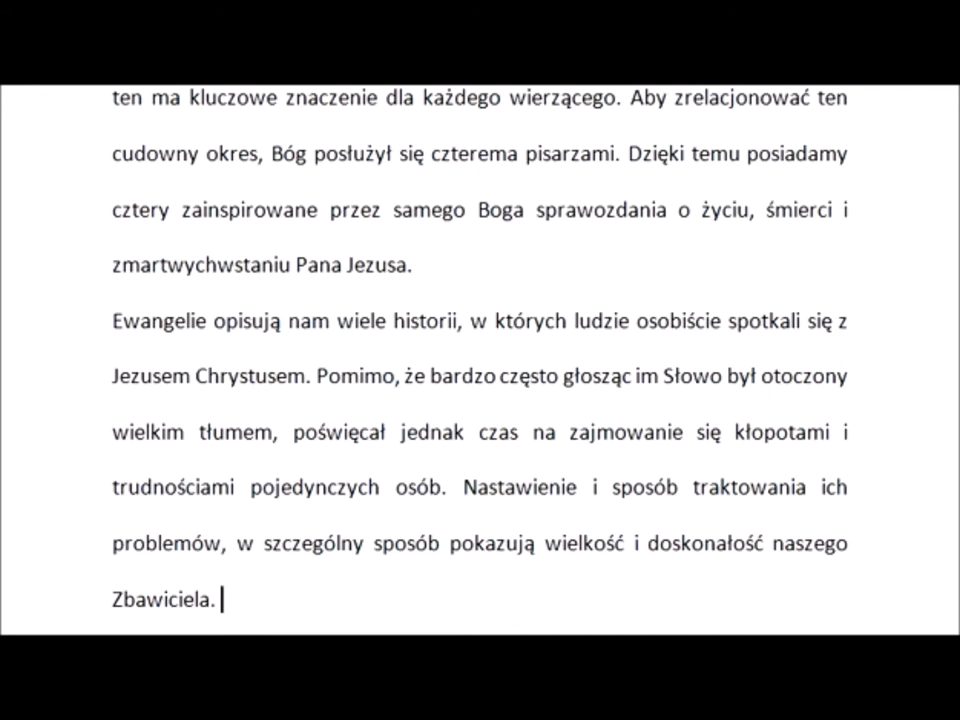 ten ma kluczowe znaczenie dla każdego wierzącego. Aby zrelacjonować ten
cudowny okres, Bóg posłużył się czterema pisarzami. Dzięki temu posiadamy
cztery zainspirowane przez samego Boga sprawozdania o życiu, śmierci i
zmartwychwstaniu Pana Jezusa.
Ewangelie opisują nam wiele historii, w których ludzie osobiście spotkali się z
Jezusem Chrystusem. Pomimo, że bardzo często głosząc im Słowo był otoczony
wielkim tłumem, poświęcał jednak czas na zajmowanie się kłopotami i
trudnościami pojedynczych osób. Nastawienie i sposób traktowania ich
problemów, w szczególny sposób pokazują wielkość i doskonałość naszego
Zbawiciela.